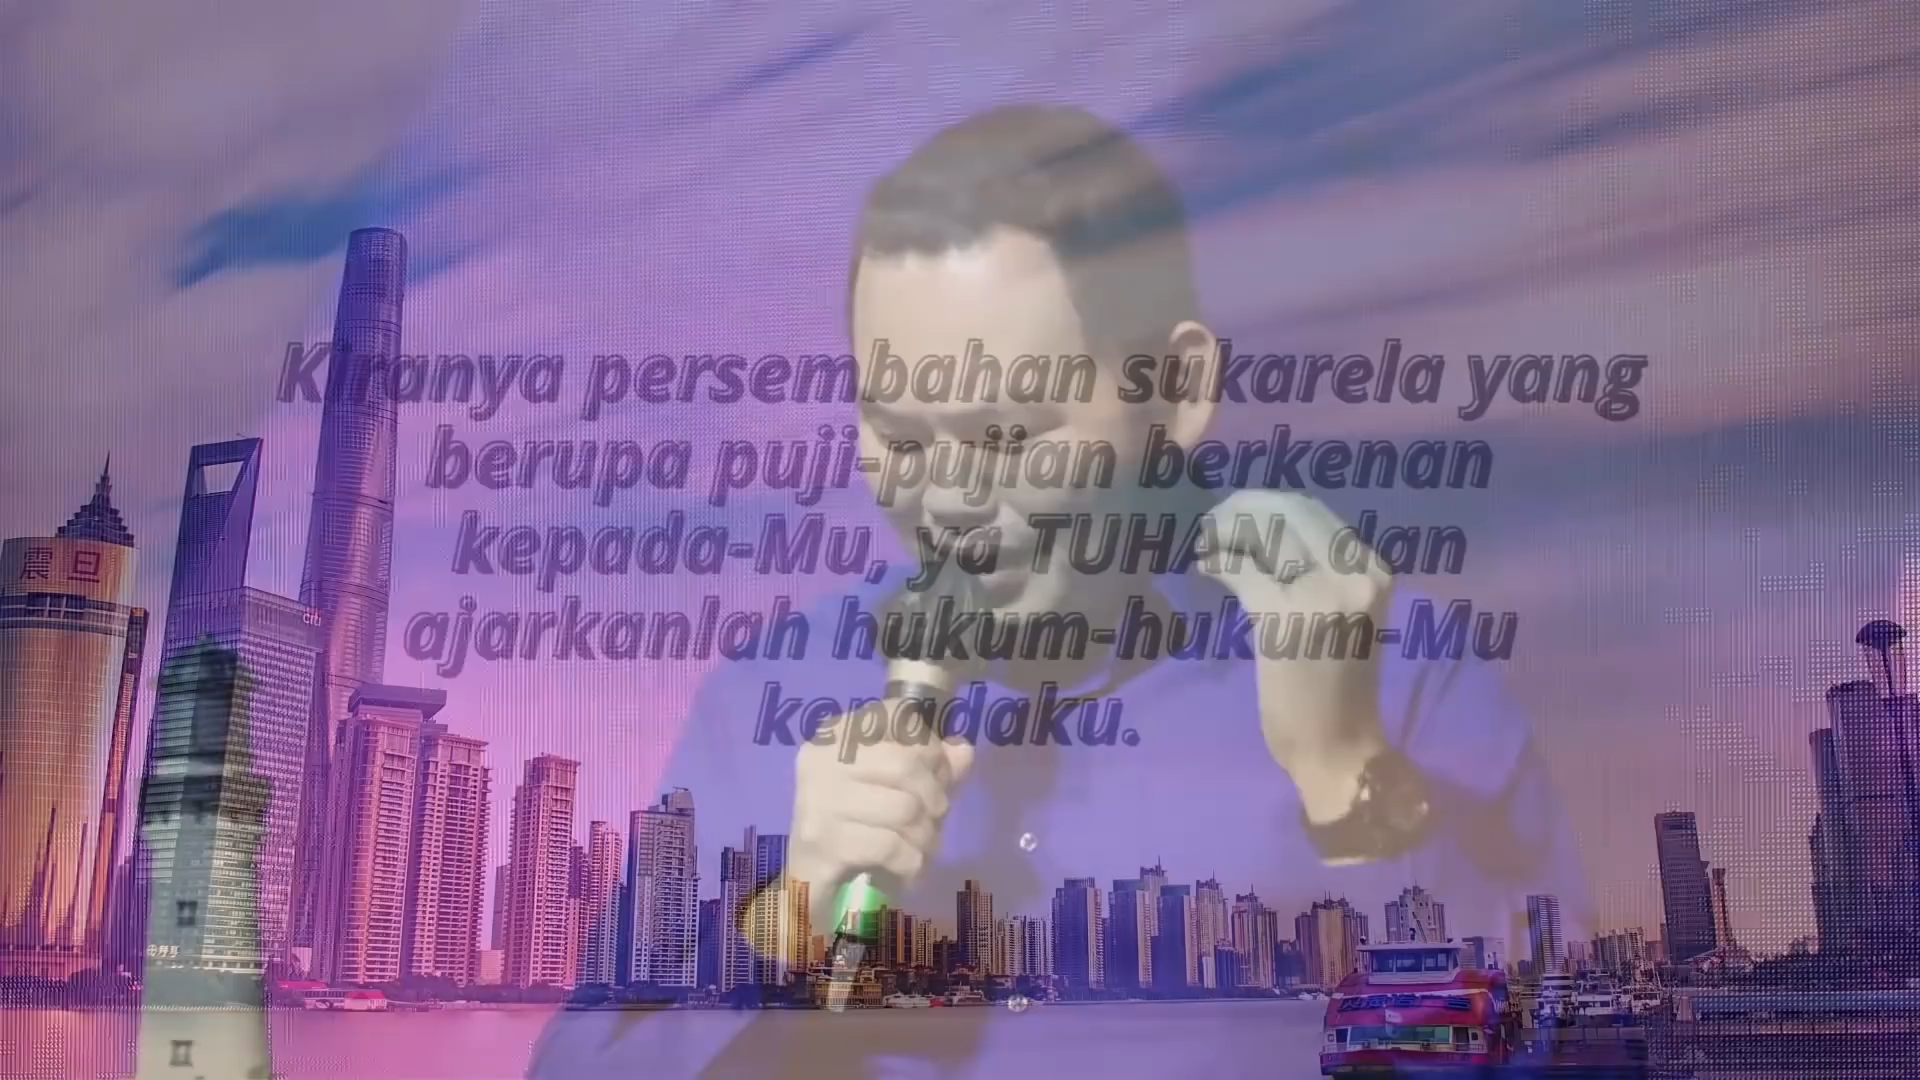 Kiranya persembahan sukarela yang
berupa puji-pujian berkenan
kepada-Mu, ya TUHAN, dan
ajarkanlah hukum-hukum-Mu
kepadaku.
震旦
citi